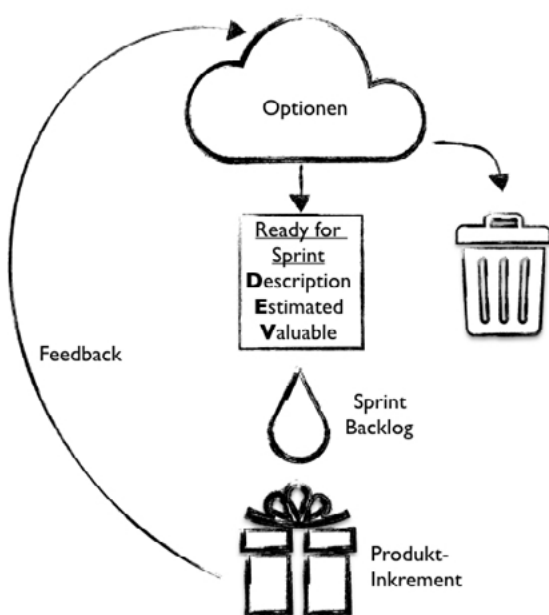 Optionen
Ready for
Sprint
Description
Estimated
Valuable
Feedback
Sprint
Backlog
Produkt-
Inkrement